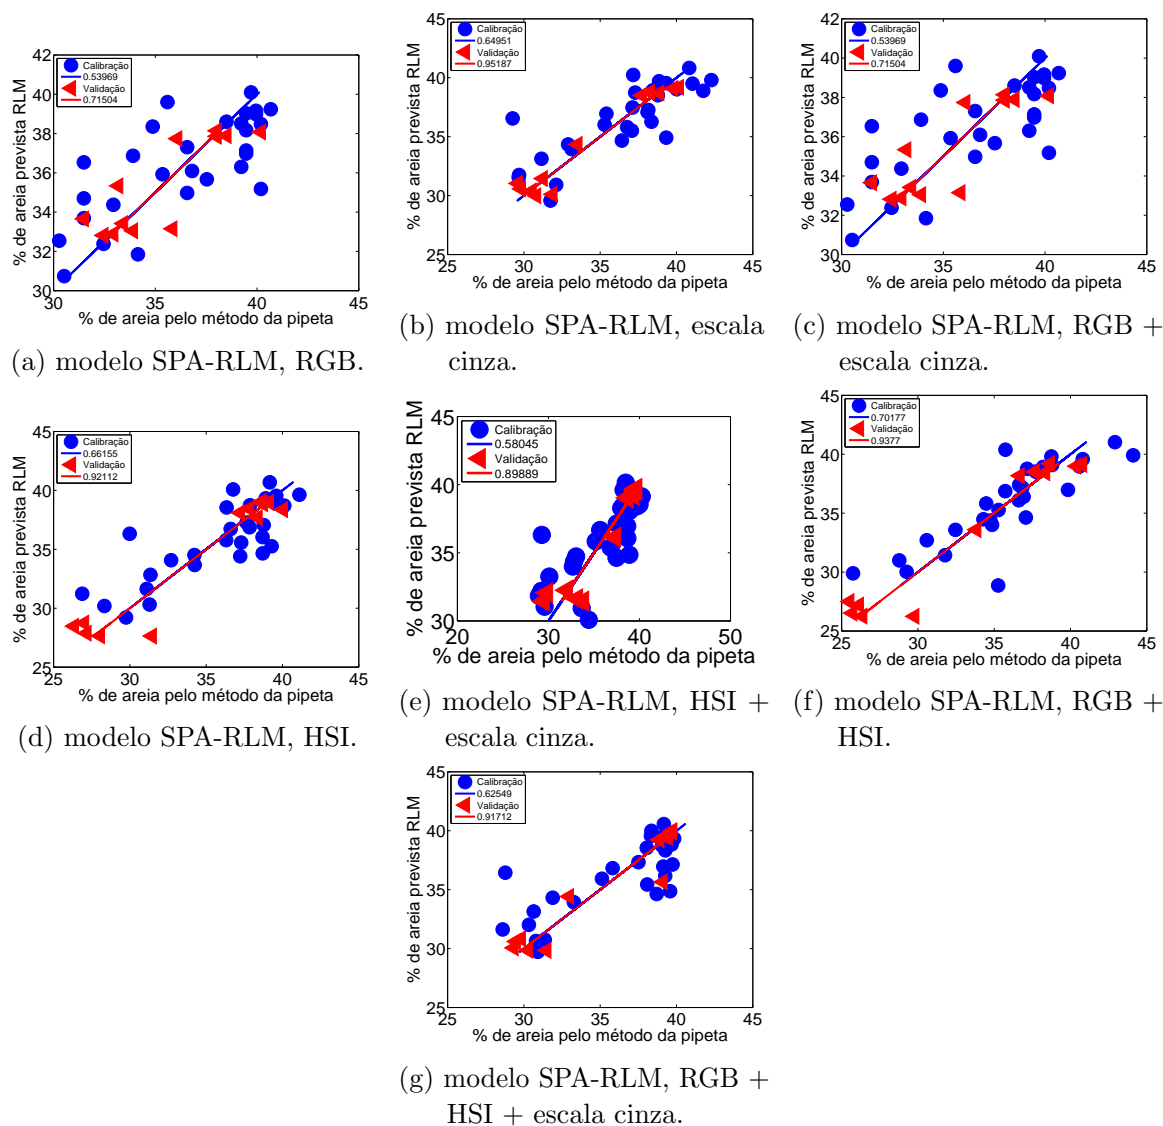 42
40
38
36
34
32
30
30
35
40
45
% de areia prevista RLM
% de areia pelo método da pipeta
Calibração
0.53969
Validação
0.71504
(a) modelo SPA-RLM, RGB.
45
40
35
30
25
25
30
35
40
45
% de areia prevista RLM
% de areia pelo método da pipeta
Calibração
0.64951
Validação
0.95187
(b) modelo SPA-RLM, escala
cinza.
42
40
38
36
34
32
30
30
35
40
45
% de areia prevista RLM
% de areia pelo método da pipeta
Calibração
0.53969
Validação
0.71504
(c) modelo SPA-RLM, RGB +
escala cinza.
45
40
35
30
25
25
30
35
40
45
% de areia prevista RLM
% de areia pelo método da pipeta
Calibração
0.66155
Validação
0.92112
(d) modelo SPA-RLM, HSI.
45
40
35
30
20
30
40
50
% de areia prevista RLM
% de areia pelo método da pipeta
Calibração
0.58045
Validação
0.89889
(e) modelo SPA-RLM, HSI +
escala cinza.
45
40
35
30
25
25
30
35
40
45
% de areia prevista RLM
% de areia pelo método da pipeta
Calibração
0.70177
Validação
0.9377
(f) modelo SPA-RLM, RGB +
HSI.
45
40
35
30
25
25
30
35
40
45
% de areia prevista RLM
% de areia pelo método da pipeta
Calibração
0.62549
Validação
0.91712
(g) modelo SPA-RLM, RGB +
HSI + escala cinza.